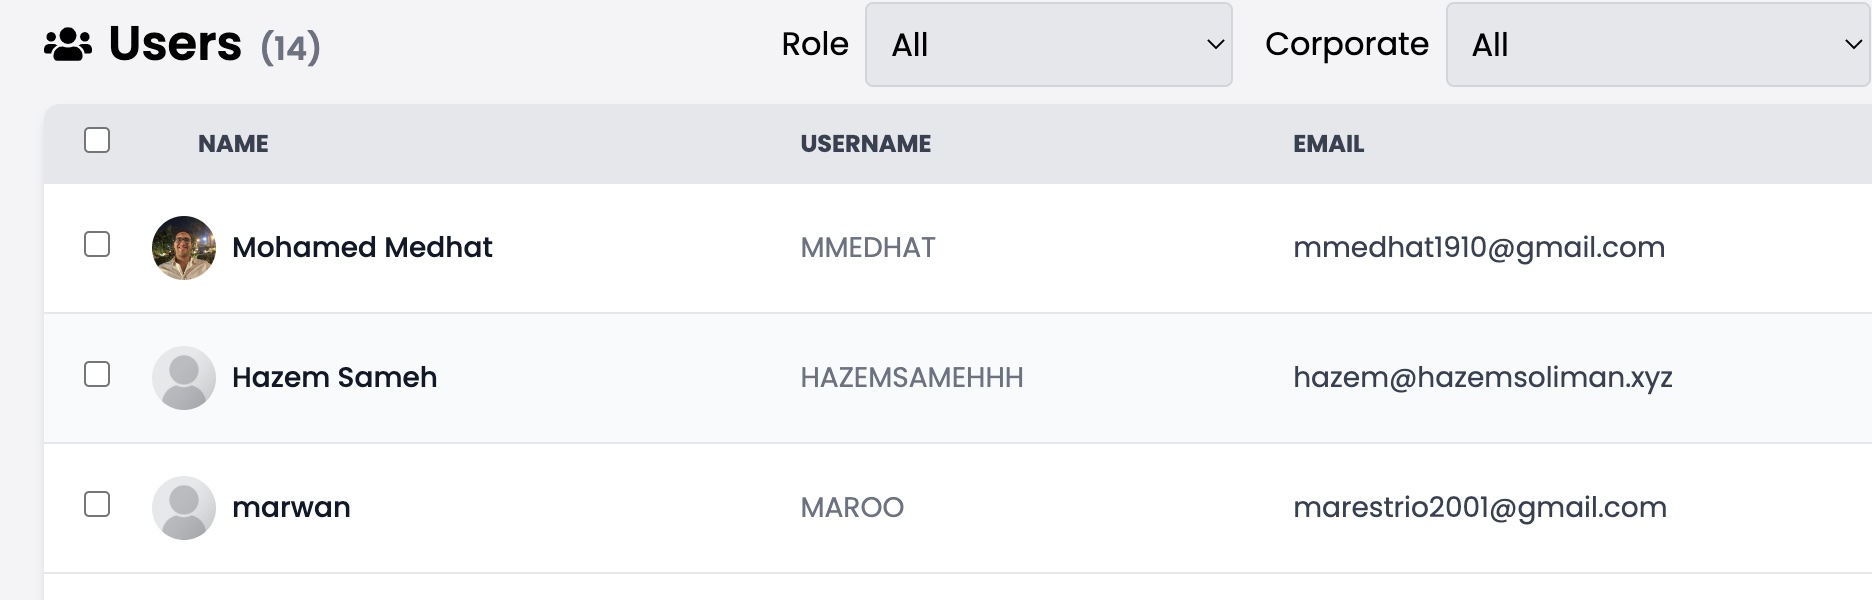 Users (14) Role All Corporate All
NAME USERNAME EMAIL
Mohamed Medhat MMEDHAT mmedhat1910@gmail.com
Hazem Sameh HAZEMSAMEHHH hazem@hazemsoliman.xyz
marwan MAROO marestrio2001@gmail.com